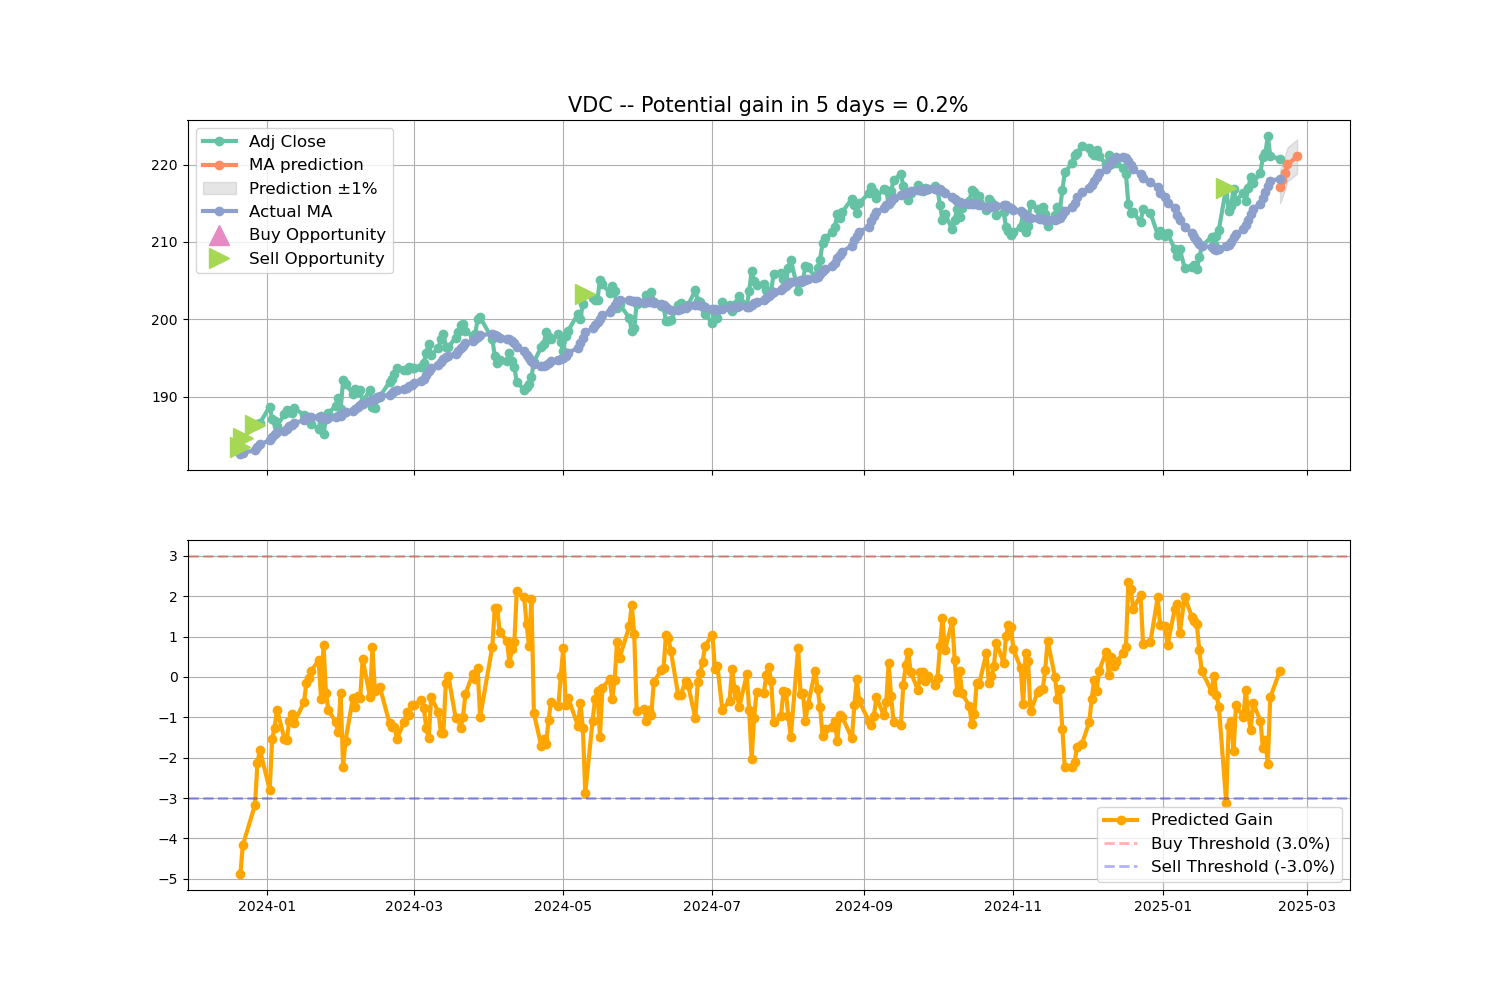 VDC -- Potential gain in 5 days = 0.2%
Adj Close
MA prediction
Prediction ±1%
Actual MA
Buy Opportunity
Sell Opportunity
220
210
200
190
3
2
1
0
−1
−2
−3
−4
−5
Predicted Gain
Buy Threshold (3.0%)
Sell Threshold (-3.0%)
2024-01 2024-03 2024-05 2024-07 2024-09 2024-11 2025-01 2025-03